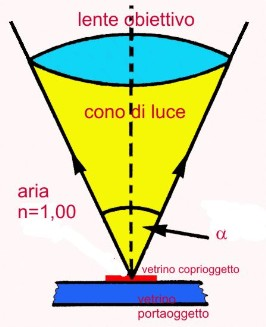 lente obiettivo
cono di luce
aria
n=1,00
α
vetrino coprioggetto
vetrino
portaoggetto